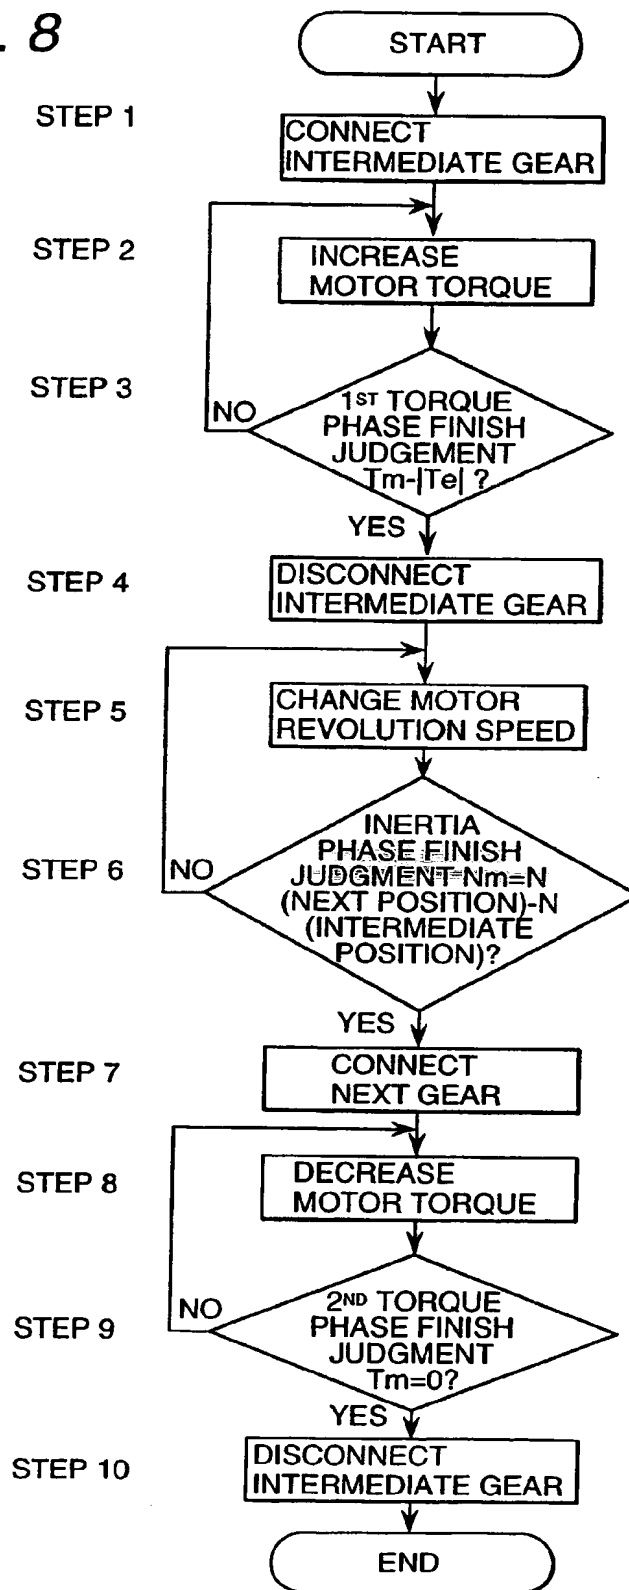 . 8
START
STEP 1
CONNECT
INTERMEDIATE GEAR
STEP 2
INCREASE
MOTOR TORQUE
STEP 3
NO
1ST TORQUE
PHASE FINISH
JUDGEMENT
Tm-|Te| ?
YES
STEP 4
DISCONNECT
INTERMEDIATE GEAR
STEP 5
CHANGE MOTOR
REVOLUTION SPEED
STEP 6
NO
INERTIA
PHASE FINISH
JUDGMENT Nm=N
(NEXT POSITION)-N
(INTERMEDIATE
POSITION)?
YES
STEP 7
CONNECT
NEXT GEAR
STEP 8
DECREASE
MOTOR TORQUE
STEP 9
NO
2ND TORQUE
PHASE FINISH
JUDGMENT
Tm=0?
YES
STEP 10
DISCONNECT
INTERMEDIATE GEAR
END